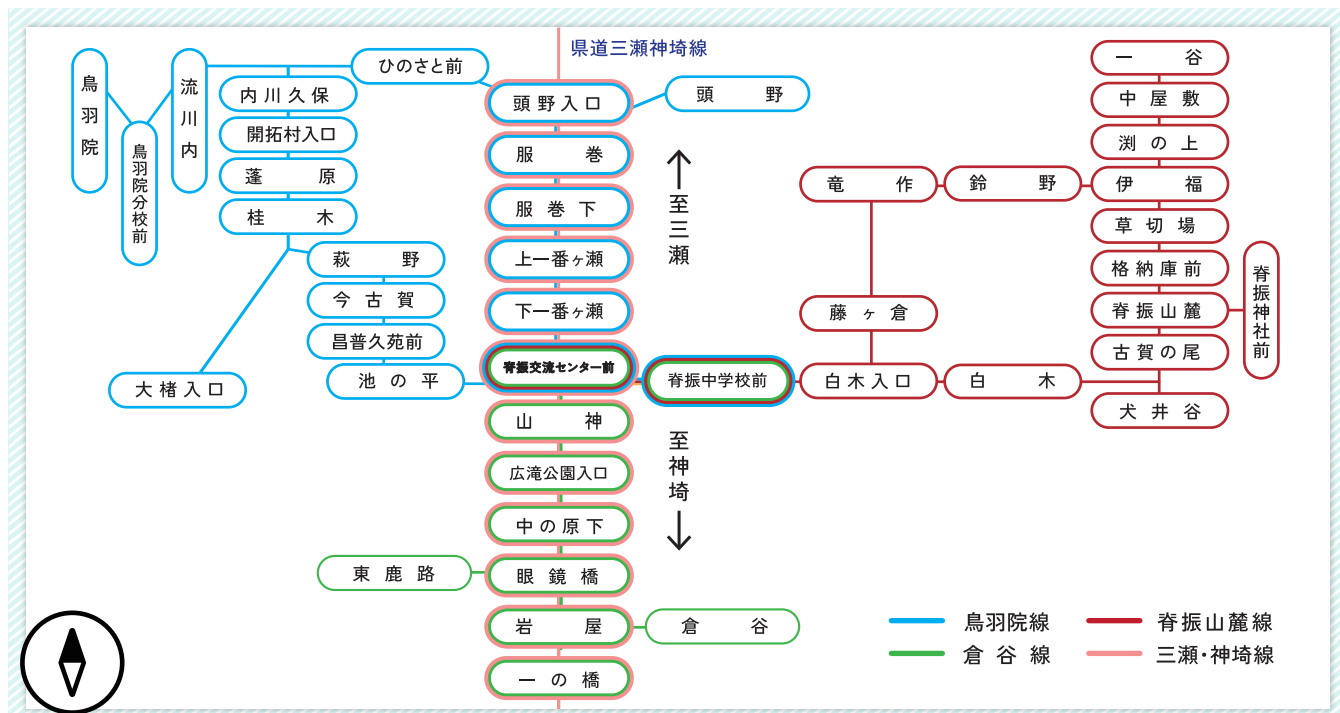 県道三瀬神埼線
鳥羽院
鳥羽院分校前
流川内
ひのさと前
内川久保
開拓村入口
蓬原
桂木
萩野
今古賀
昌普久苑前
池の平
大楮入口
頭野入口
頭野
服巻
服巻下
上一番ヶ瀬
下一番ヶ瀬
脊振交流センター前
脊振中学校前
山神
広滝公園入口
中の原下
眼鏡橋
岩屋
一の橋
東鹿路
倉谷
至三瀬
至神埼
竜作
鈴野
藤ヶ倉
白木入口
白木
一谷
中屋敷
渕の上
伊福
草切場
格納庫前
脊振山麓
古賀の尾
犬井谷
脊振神社前
鳥羽院線
脊振山麓線
倉谷線
三瀬・神埼線